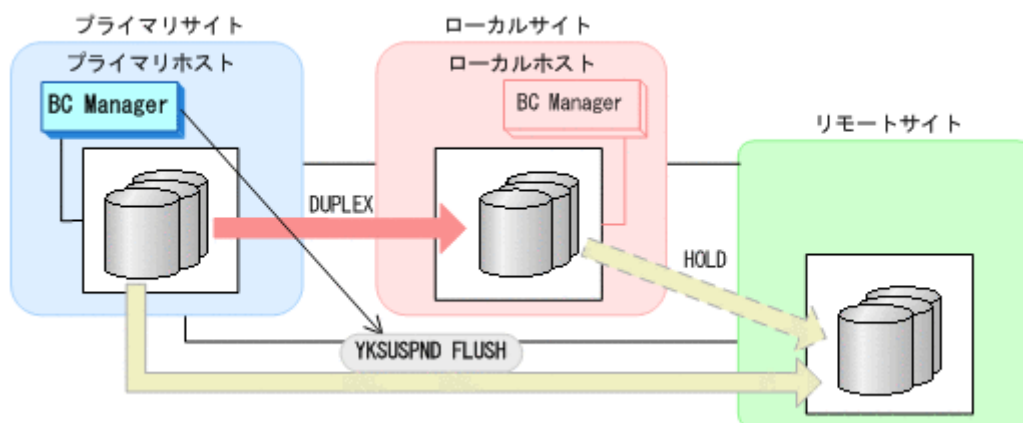 プライマリサイト
ローカルサイト
プライマリホスト
ローカルホスト
BC Manager
BC Manager
リモートサイト
DUPLEX
HOLD
YKSUSPND FLUSH